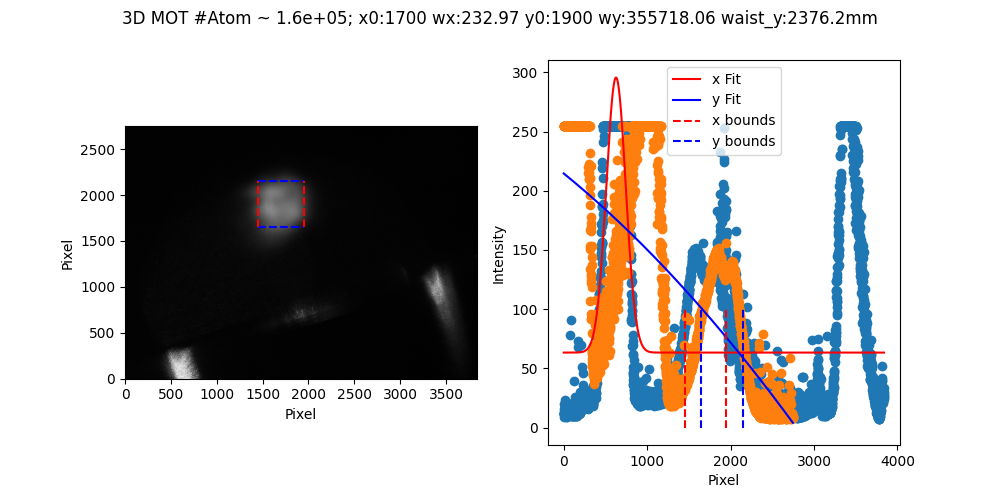 3D MOT #Atom ~ 1.6e+05; x0:1700 wx:232.97 y0:1900 wy:355718.06 waist_y:2376.2mm
2500
2000
1500
1000
500
0
Pixel
0 500 1000 1500 2000 2500 3000 3500
Pixel
300
250
200
150
100
50
0
Intensity
x Fit
y Fit
x bounds
y bounds
0 1000 2000 3000 4000
Pixel